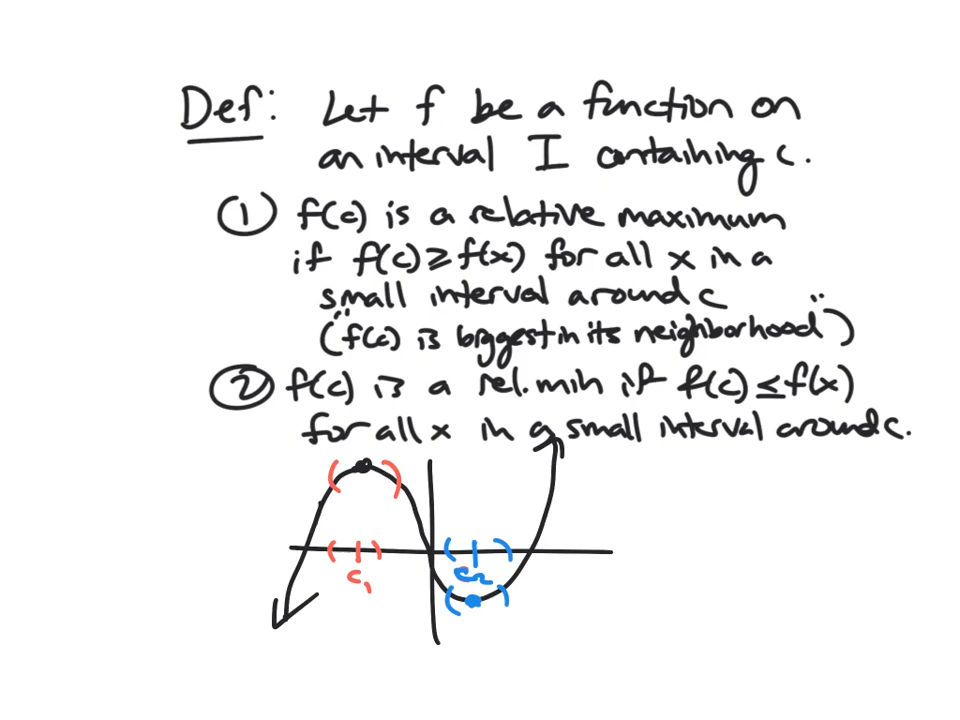 Def: Let f be a function on
an interval I containing c.
① f(c) is a relative maximum
if f(c) ≥ f(x) for all x in a
small interval around c
("f(c) is biggest in its neighborhood")
② f(c) is a rel. min if f(c) ≤ f(x)
for all x in a small interval around c.
( ) ( | ) ( | )
c₁ c₂
( )